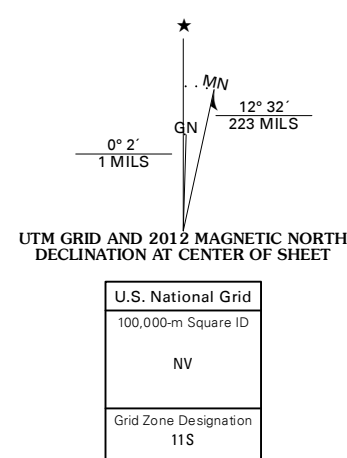 ★
MN
GN
12° 32´
223 MILS
0° 2´
1 MILS
UTM GRID AND 2012 MAGNETIC NORTH
DECLINATION AT CENTER OF SHEET
U.S. National Grid
100,000-m Square ID
NV
Grid Zone Designation
11S